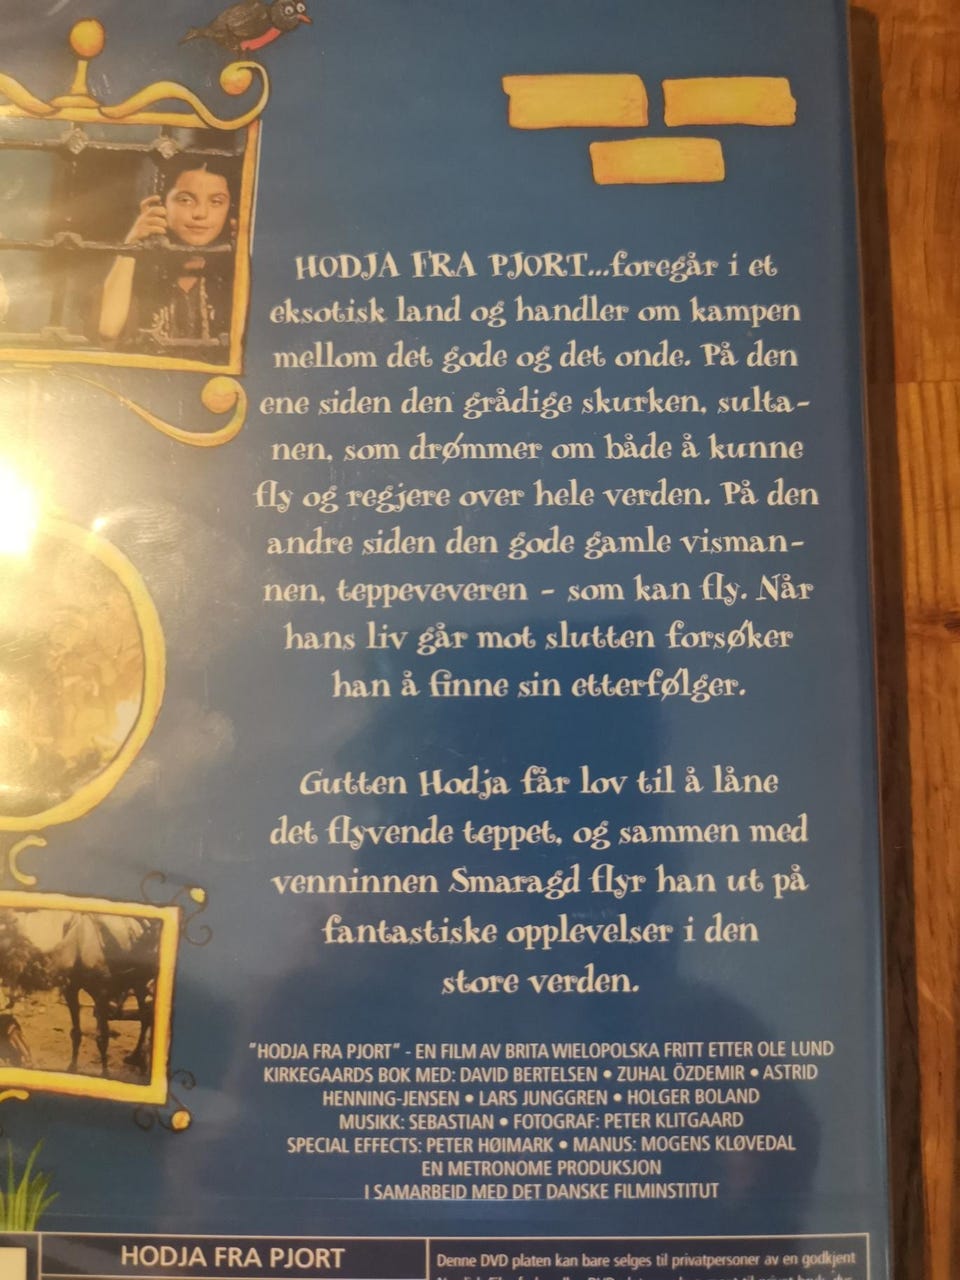 HODJA FRA PJORT...foregår i et
eksotisk land og handler om kampen
mellom det gode og det onde. På den
ene siden den grådige skurken, sulta-
nen, som drømmer om både å kunne
fly og regjere over hele verden. På den
andre siden den gode gamle visman-
nen, teppeveveren - som kan fly. Når
hans liv går mot slutten forsøker
han å finne sin etterfølger.
Gutten Hodja får lov til å låne
det flyvende teppet, og sammen med
venninnen Smaragd flyr han ut på
fantastiske opplevelser i den
store verden.
"HODJA FRA PJORT" - EN FILM AV BRITA WIELOPOLSKA FRITT ETTER OLE LUND
KIRKEGAARDS BOK MED: DAVID BERTELSEN • ZUHAL ÖZDEMIR • ASTRID
HENNING-JENSEN • LARS JUNGGREN • HOLGER BOLAND
MUSIKK: SEBASTIAN • FOTOGRAF: PETER KLITGAARD
SPECIAL EFFECTS: PETER HØIMARK • MANUS: MOGENS KLØVEDAL
EN METRONOME PRODUKSJON
I SAMARBEID MED DET DANSKE FILMINSTITUT
HODJA FRA PJORT
Denne DVD platen kan bare selges til privatpersoner av en godkjent